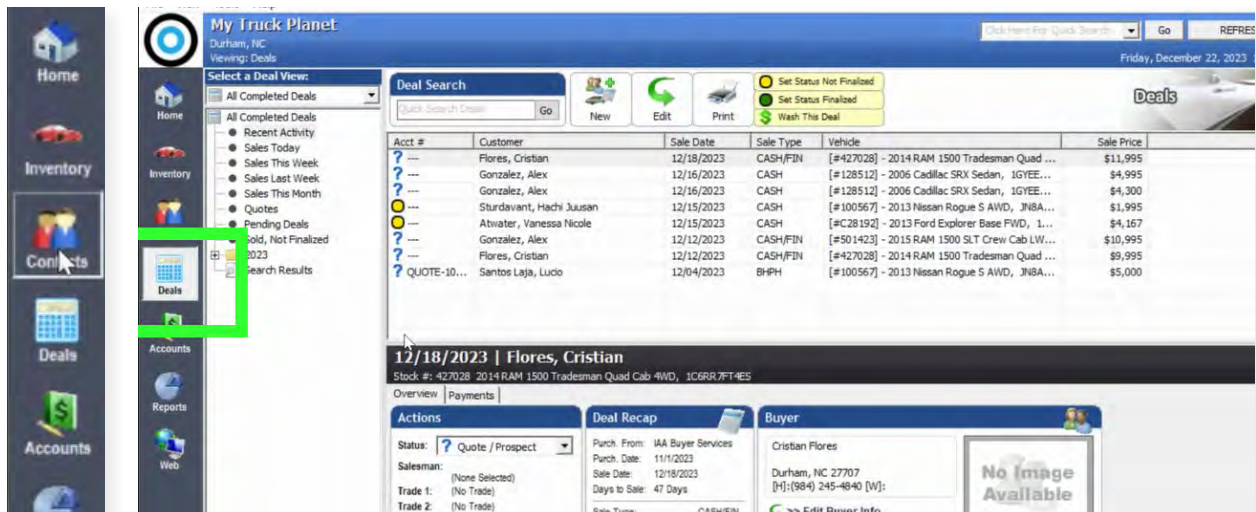 Home
Inventory
Contacts
Deals
Accounts
My Truck Planet
Durham, NC
Viewing: Deals
Click Here For Quick Search
Go
REFRES
Friday, December 22, 2023
Home
Inventory
Deals
Accounts
Reports
Web
Select a Deal View:
All Completed Deals
All Completed Deals
Recent Activity
Sales Today
Sales This Week
Sales Last Week
Sales This Month
Quotes
Pending Deals
Sold, Not Finalized
2023
Search Results
Deal Search
Quick Search Deals
Go
New
Edit
Print
Set Status Not Finalized
Set Status Finalized
Wash This Deal
Deals
Acct # Customer Sale Date Sale Type Vehicle Sale Price
? --- Flores, Cristian 12/18/2023 CASH/FIN [#427028] - 2014 RAM 1500 Tradesman Quad ... $11,995
? --- Gonzalez, Alex 12/16/2023 CASH [#128512] - 2006 Cadillac SRX Sedan, 1GYEE... $4,995
? --- Gonzalez, Alex 12/16/2023 CASH [#128512] - 2006 Cadillac SRX Sedan, 1GYEE... $4,300
--- Sturdavant, Hachi Juusan 12/15/2023 CASH [#100567] - 2013 Nissan Rogue S AWD, JN8A... $1,995
--- Atwater, Vanessa Nicole 12/15/2023 CASH [#C28192] - 2013 Ford Explorer Base FWD, 1... $4,167
? --- Gonzalez, Alex 12/12/2023 CASH/FIN [#501423] - 2015 RAM 1500 SLT Crew Cab LW... $10,995
? --- Flores, Cristian 12/12/2023 CASH/FIN [#427028] - 2014 RAM 1500 Tradesman Quad ... $9,995
? QUOTE-10... Santos Laja, Lucio 12/04/2023 BHPH [#100567] - 2013 Nissan Rogue S AWD, JN8A... $5,000
12/18/2023 | Flores, Cristian
Stock #: 427028 2014 RAM 1500 Tradesman Quad Cab 4WD, 1C6RR7FT4ES
Overview Payments
Actions
Status: ? Quote / Prospect
Salesman:
(None Selected)
Trade 1: (No Trade)
Trade 2: (No Trade)
Deal Recap
Purch. From: IAA Buyer Services
Purch. Date: 11/1/2023
Sale Date: 12/18/2023
Days to Sale: 47 Days
Sale Type: CASH/FIN
Buyer
Cristian Flores
Durham, NC 27707
[H]:(984) 245-4840 [W]:
>> Edit Buyer Info
No Image
Available